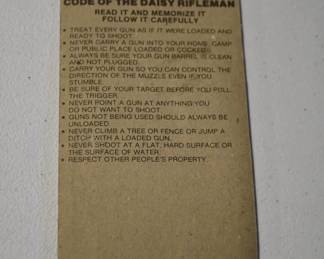 CODE OF THE DAISY RIFLEMAN
READ IT AND MEMORIZE IT
FOLLOW IT CAREFULLY
• TREAT EVERY GUN AS IF IT WERE LOADED AND
READY TO SHOOT.
• NEVER CARRY A GUN INTO YOUR HOME, CAMP
OR PUBLIC PLACE LOADED OR COCKED.
• ALWAYS BE SURE YOUR GUN BARREL IS CLEAN
AND NOT PLUGGED.
• CARRY YOUR GUN SO YOU CAN CONTROL THE
DIRECTION OF THE MUZZLE EVEN IF YOU
STUMBLE.
• BE SURE OF YOUR TARGET BEFORE YOU PULL
THE TRIGGER.
• NEVER POINT A GUN AT ANYTHING YOU
DO NOT WANT TO SHOOT.
• GUNS NOT BEING USED SHOULD ALWAYS BE
UNLOADED.
• NEVER CLIMB A TREE OR FENCE OR JUMP A
DITCH WITH A LOADED GUN.
• NEVER SHOOT AT A FLAT, HARD SURFACE OR
THE SURFACE OF WATER.
• RESPECT OTHER PEOPLE'S PROPERTY.